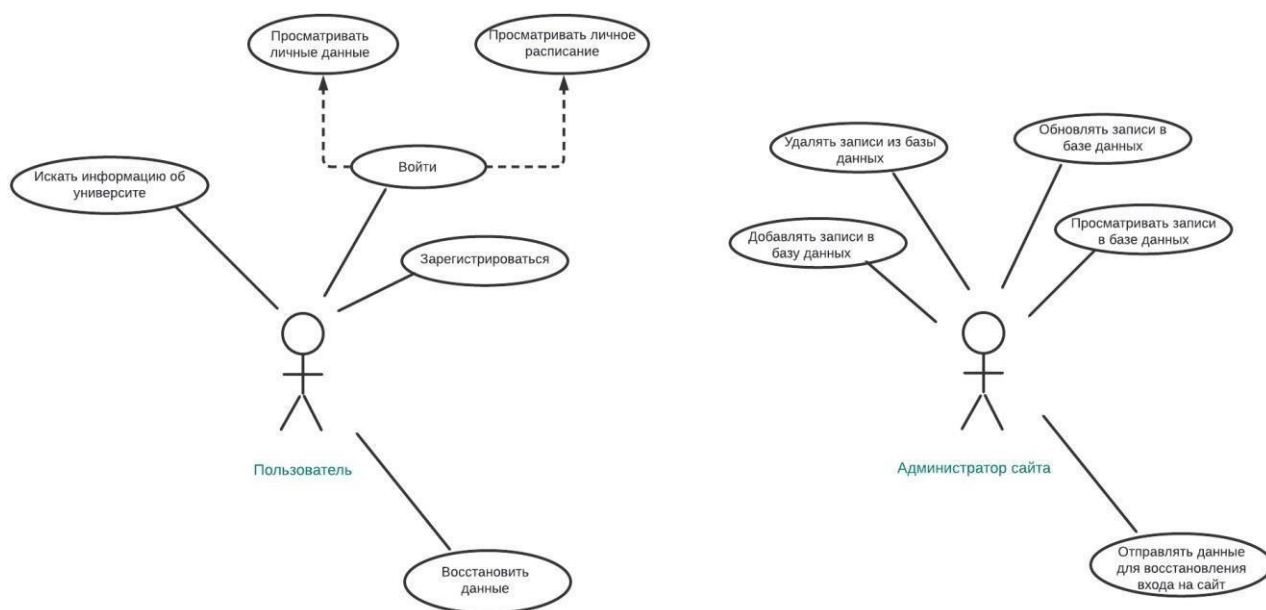 Просматривать
личные данные
Просматривать личное
расписание
Войти
Искать информацию об
университе
Зарегистрироваться
Пользователь
Восстановить
данные
Удалять записи из базы
данных
Обновлять записи в
базе данных
Добавлять записи в
базу данных
Просматривать записи
в базе данных
Администратор сайта
Отправлять данные
для восстановления
входа на сайт